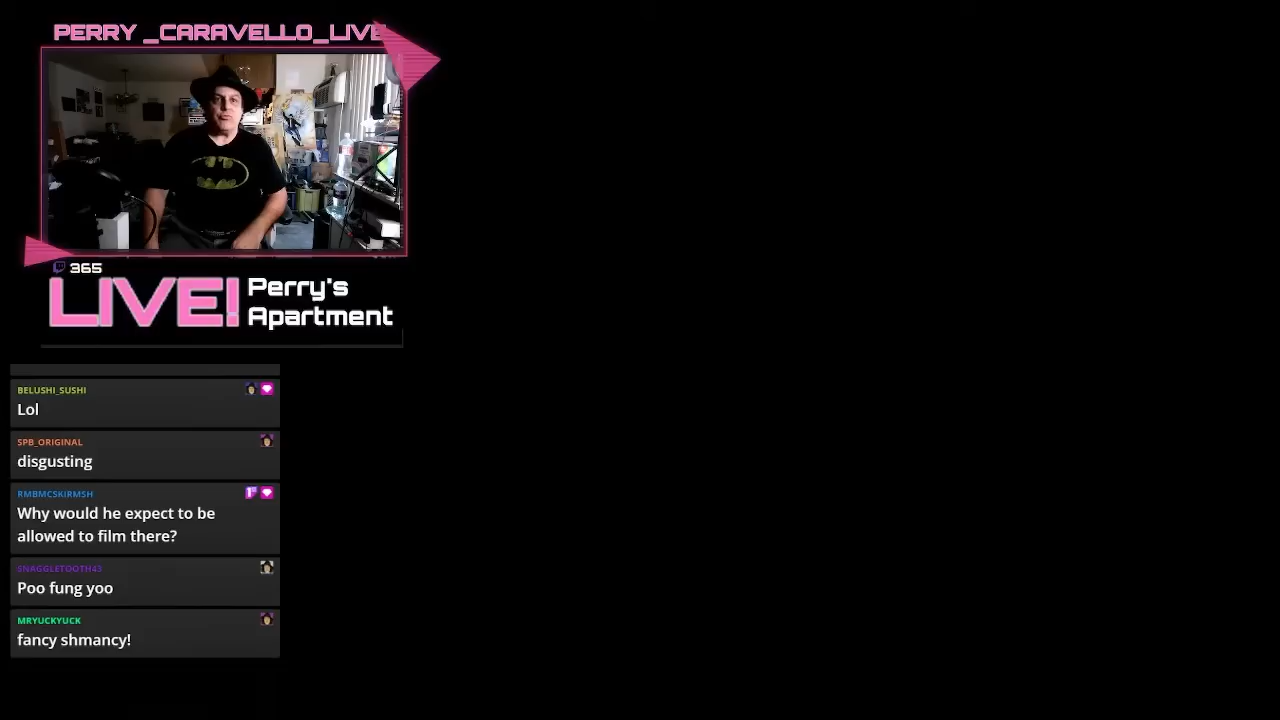 PERRY _CARAVELLO_LIVE
365
LIVE!
Perry's
Apartment
BELUSHI_SUSHI
Lol
SPB_ORIGINAL
disgusting
RMBMCSKIRMSH
Why would he expect to be
allowed to film there?
SNAGGLETOOTH43
Poo fung yoo
MRYUCKYUCK
fancy shmancy!